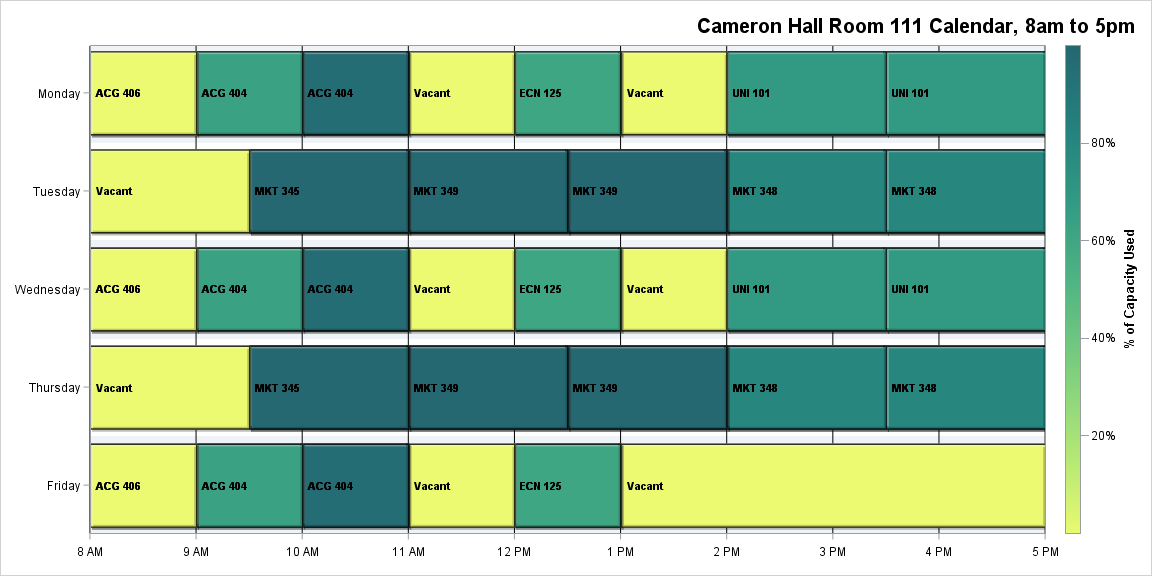 Cameron Hall Room 111 Calendar, 8am to 5pm
Monday ACG 406 ACG 404 ACG 404 Vacant ECN 125 Vacant UNI 101 UNI 101
Tuesday Vacant MKT 345 MKT 349 MKT 349 MKT 348 MKT 348
Wednesday ACG 406 ACG 404 ACG 404 Vacant ECN 125 Vacant UNI 101 UNI 101
Thursday Vacant MKT 345 MKT 349 MKT 349 MKT 348 MKT 348
Friday ACG 406 ACG 404 ACG 404 Vacant ECN 125 Vacant
8 AM 9 AM 10 AM 11 AM 12 PM 1 PM 2 PM 3 PM 4 PM 5 PM
80%
60%
40%
20%
% of Capacity Used